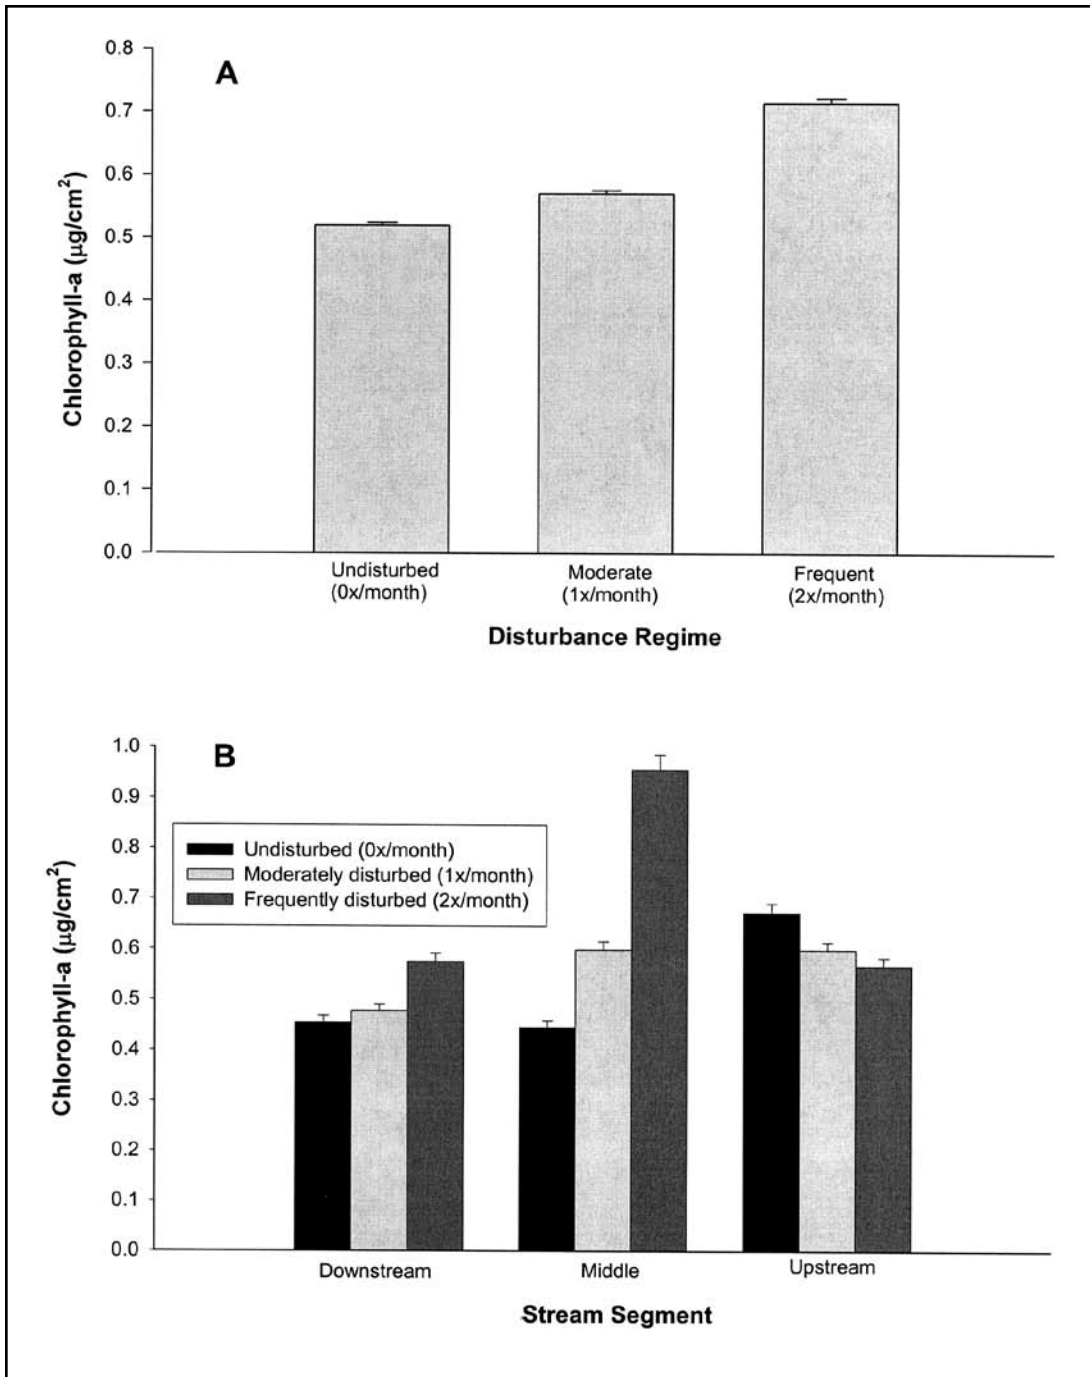 A
0.8
0.7
0.6
0.5
0.4
0.3
0.2
0.1
0.0
Chlorophyll-a (µg/cm²)
Undisturbed
(0x/month)
Moderate
(1x/month)
Frequent
(2x/month)
Disturbance Regime
B
1.0
0.9
0.8
0.7
0.6
0.5
0.4
0.3
0.2
0.1
0.0
Chlorophyll-a (µg/cm²)
Undisturbed (0x/month)
Moderately disturbed (1x/month)
Frequently disturbed (2x/month)
Downstream
Middle
Upstream
Stream Segment